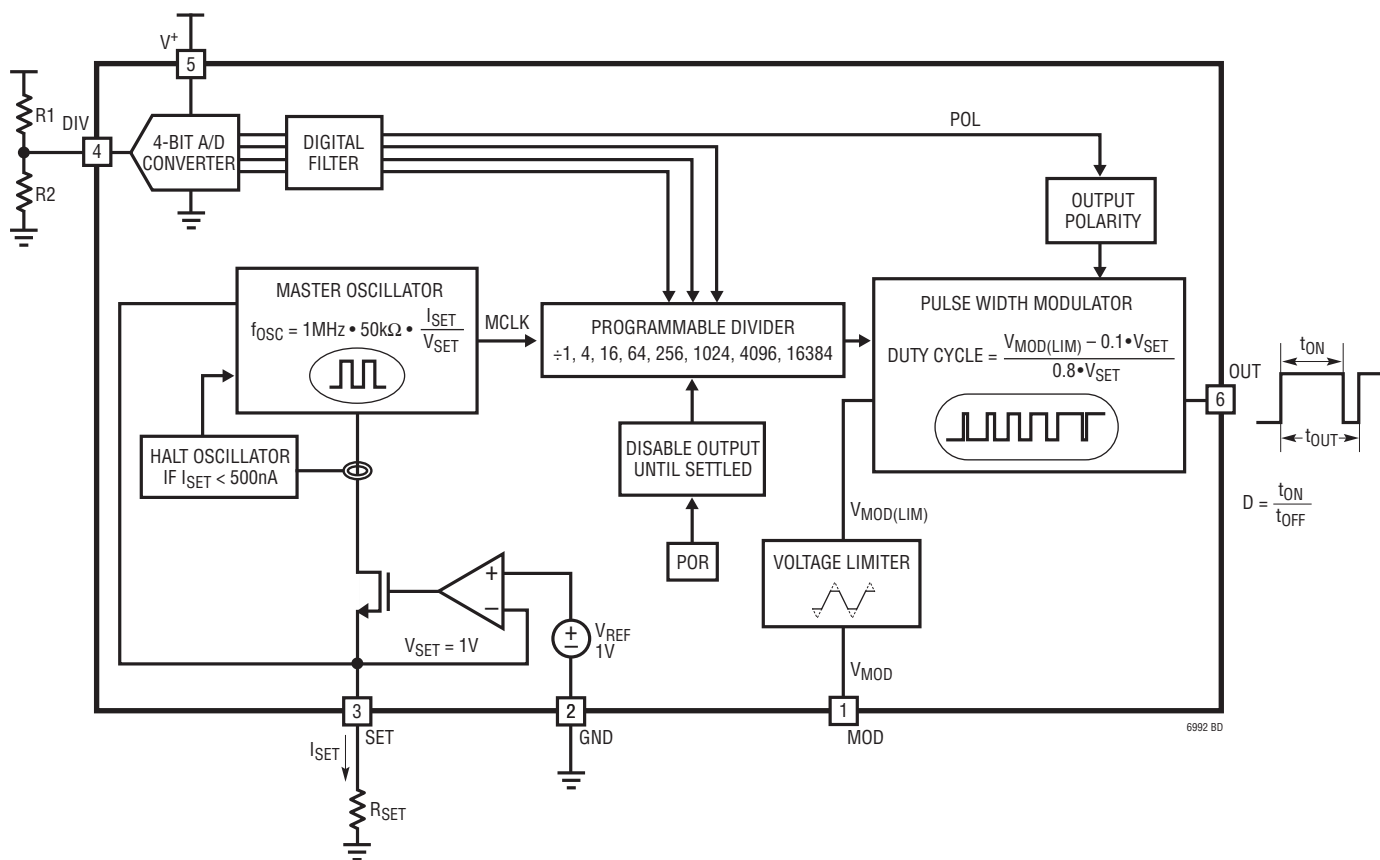 V+
5
R1
DIV
4
R2
4-BIT A/D
CONVERTER
DIGITAL
FILTER
POL
OUTPUT
POLARITY
MASTER OSCILLATOR
fOSC = 1MHz • 50kΩ • ISET / VSET
MCLK
PROGRAMMABLE DIVIDER
÷1, 4, 16, 64, 256, 1024, 4096, 16384
PULSE WIDTH MODULATOR
DUTY CYCLE = VMOD(LIM) – 0.1•VSET / 0.8•VSET
OUT
6
tON
tOUT
D = tON / tOFF
HALT OSCILLATOR
IF ISET < 500nA
DISABLE OUTPUT
UNTIL SETTLED
POR
VMOD(LIM)
VOLTAGE LIMITER
VMOD
+
–
VSET = 1V
+
–
VREF
1V
3
SET
2
GND
1
MOD
6992 BD
ISET
RSET